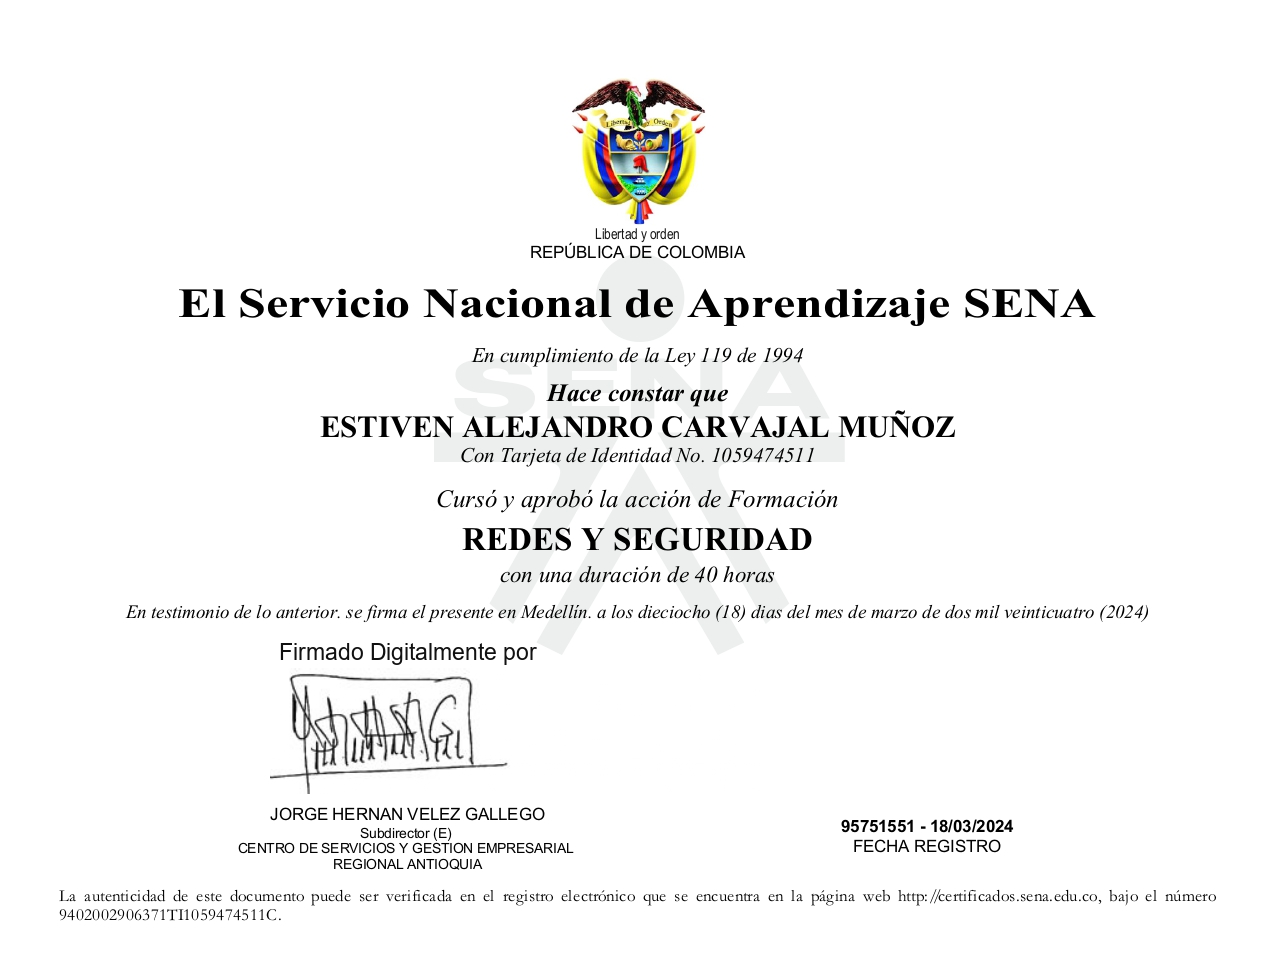 Libertad y Orden
Libertad y orden
REPÚBLICA DE COLOMBIA
El Servicio Nacional de Aprendizaje SENA
En cumplimiento de la Ley 119 de 1994
SENA
Hace constar que
ESTIVEN ALEJANDRO CARVAJAL MUÑOZ
Con Tarjeta de Identidad No. 1059474511
Cursó y aprobó la acción de Formación
REDES Y SEGURIDAD
con una duración de 40 horas
En testimonio de lo anterior. se firma el presente en Medellín. a los dieciocho (18) dias del mes de marzo de dos mil veinticuatro (2024)
Firmado Digitalmente por
JORGE HERNAN VELEZ GALLEGO
Subdirector (E)
CENTRO DE SERVICIOS Y GESTION EMPRESARIAL
REGIONAL ANTIOQUIA
95751551 - 18/03/2024
FECHA REGISTRO
La autenticidad de este documento puede ser verificada en el registro electrónico que se encuentra en la página web http://certificados.sena.edu.co, bajo el número
9402002906371TI1059474511C.